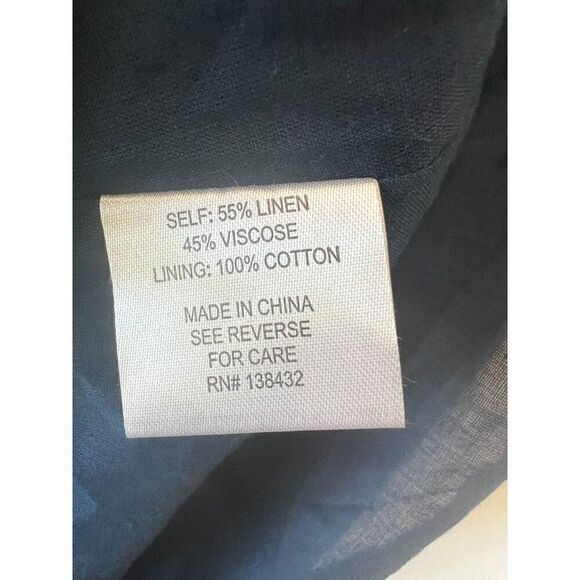 SELF: 55% LINEN
45% VISCOSE
LINING: 100% COTTON
MADE IN CHINA
SEE REVERSE
FOR CARE
RN# 138432